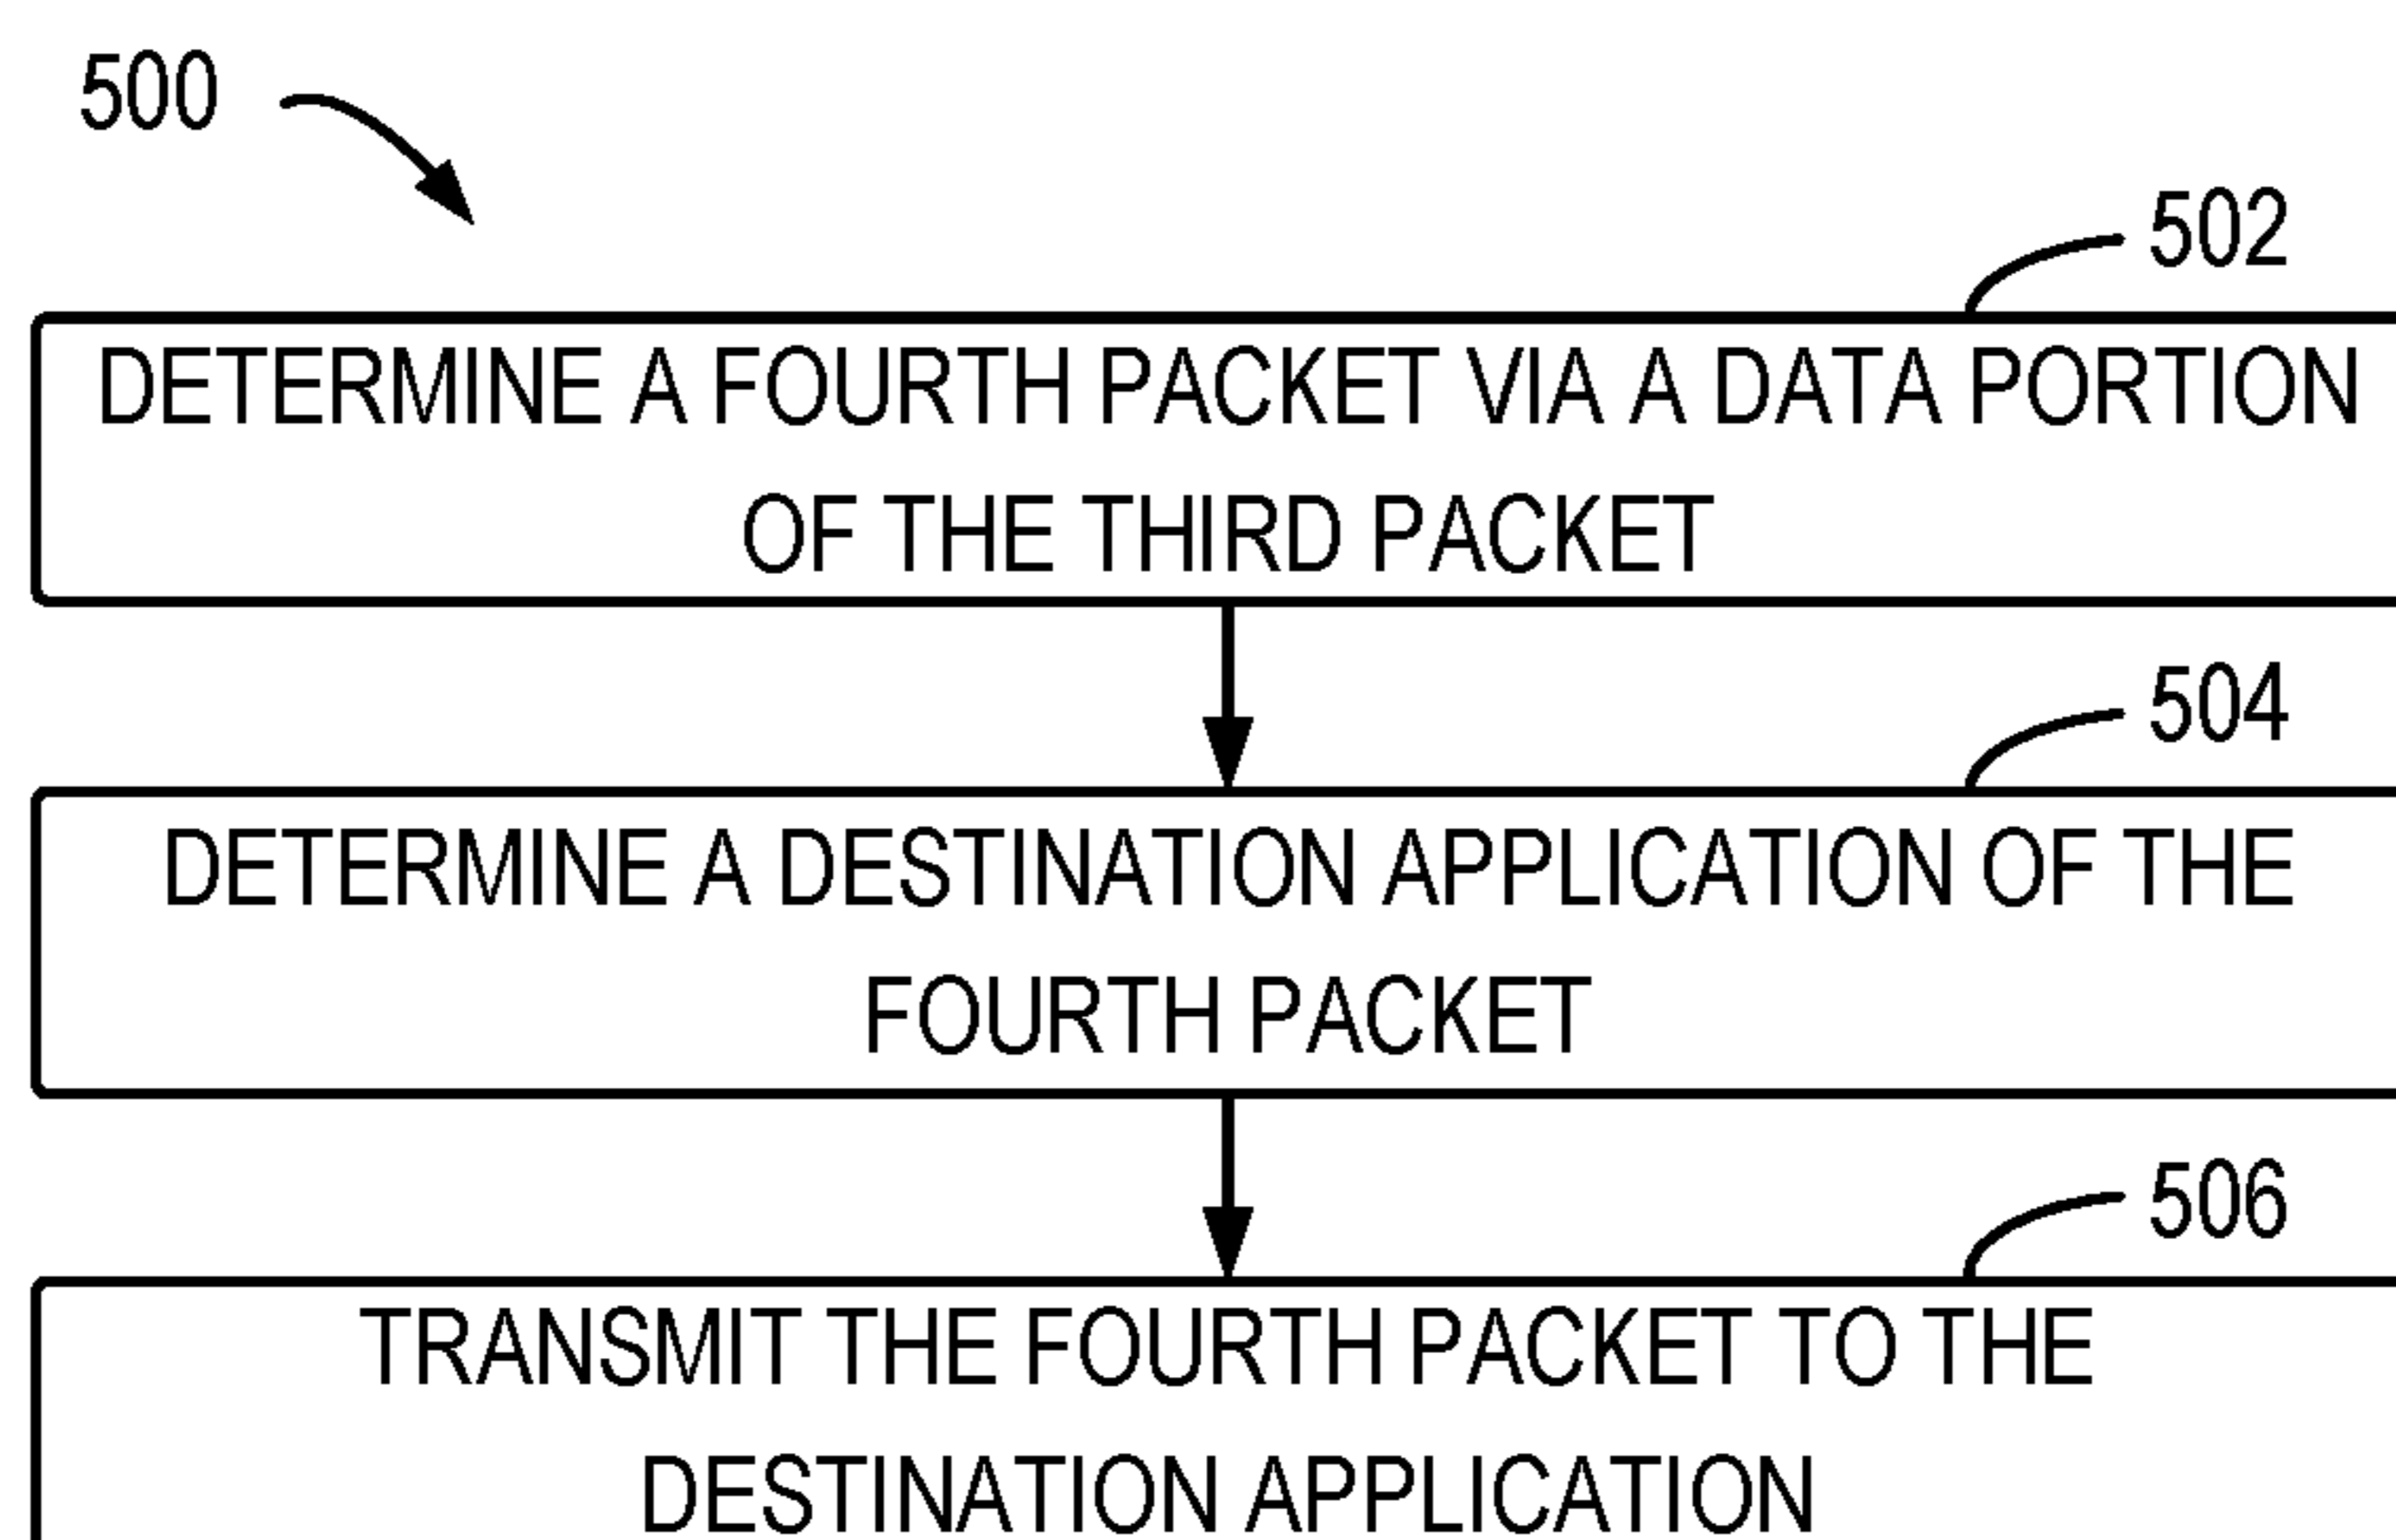 500
502
DETERMINE A FOURTH PACKET VIA A DATA PORTION
OF THE THIRD PACKET
504
DETERMINE A DESTINATION APPLICATION OF THE
FOURTH PACKET
506
TRANSMIT THE FOURTH PACKET TO THE
DESTINATION APPLICATION